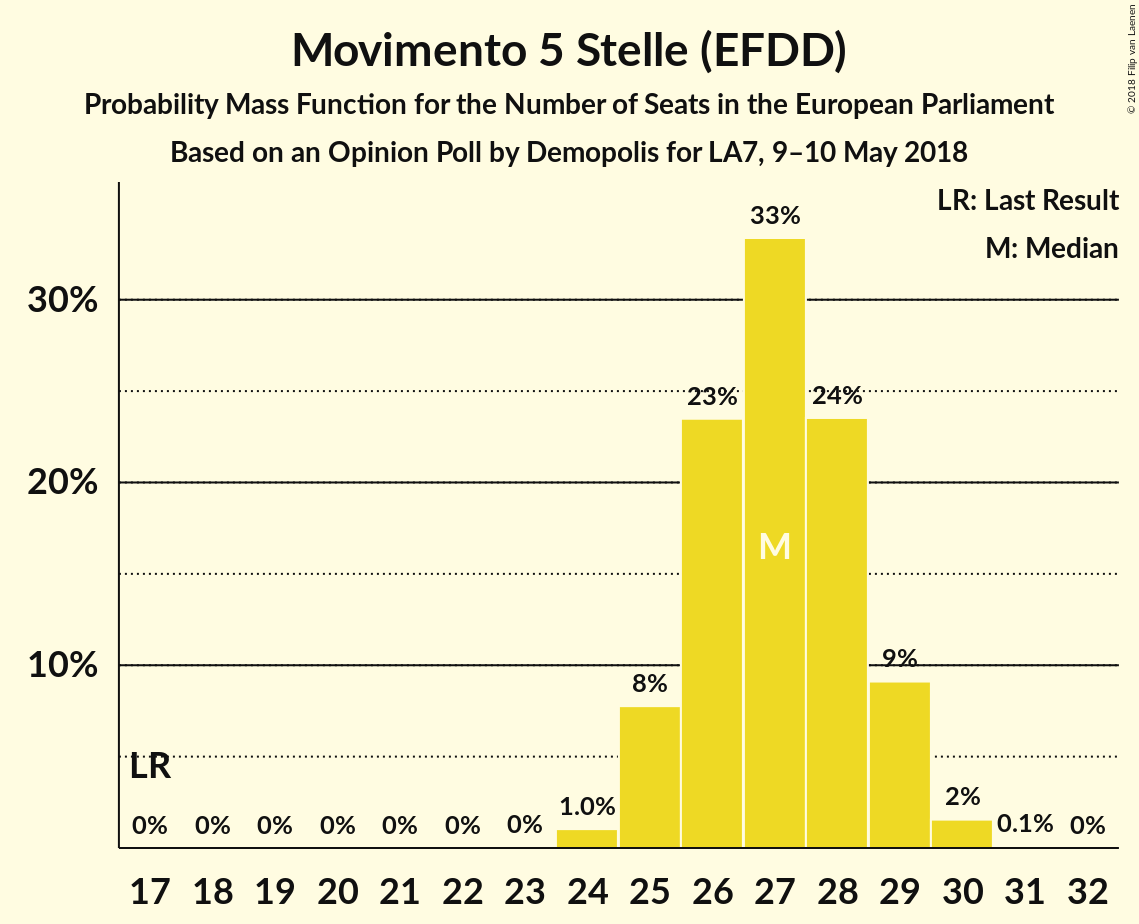 Movimento 5 Stelle (EFDD)
Probability Mass Function for the Number of Seats in the European Parliament
Based on an Opinion Poll by Demopolis for LA7, 9–10 May 2018
© 2018 Filip van Laenen
LR: Last Result
M: Median
33%
30%
23% 24%
20%
M
10%
9%
8%
LR
2%
1.0%
0% 0% 0% 0% 0% 0% 0% 0.1% 0%
17 18 19 20 21 22 23 24 25 26 27 28 29 30 31 32